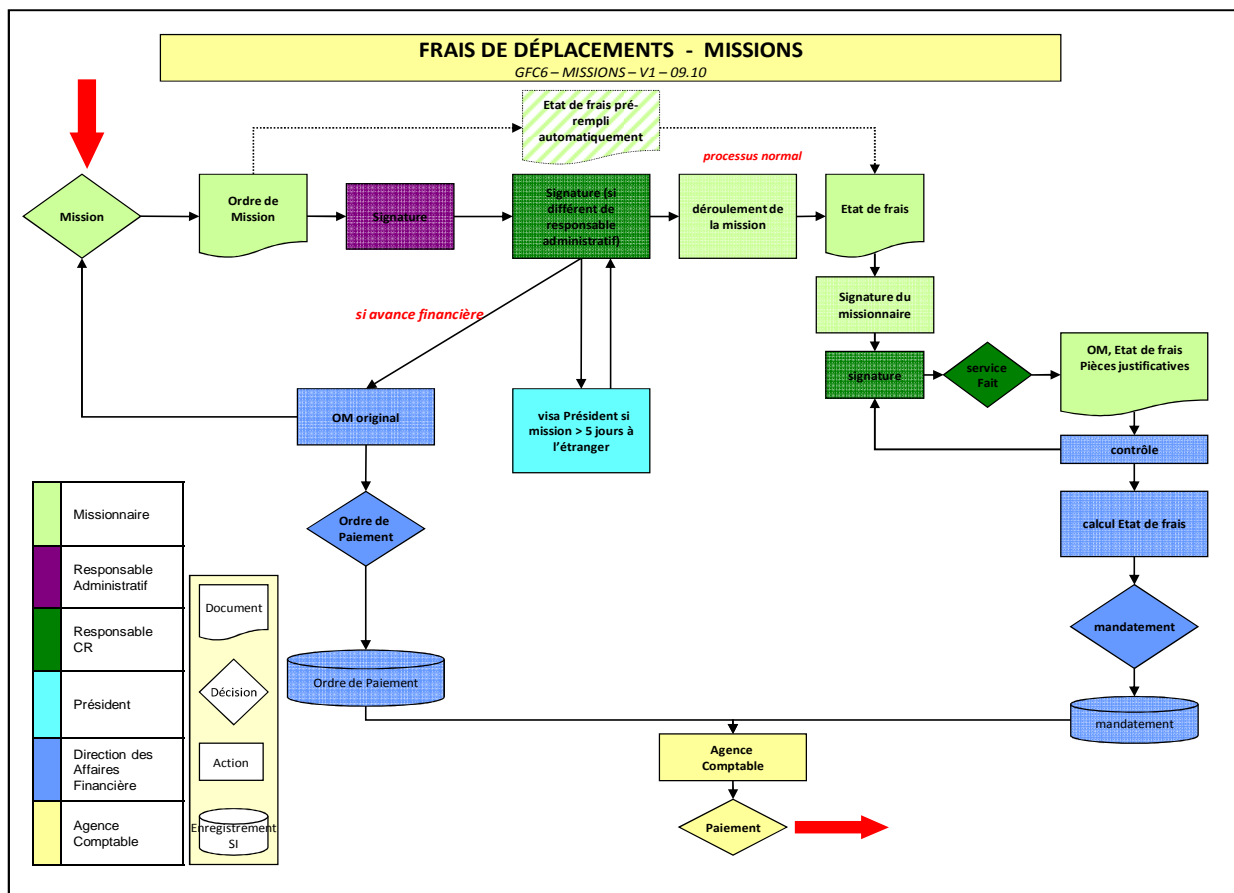 FRAIS DE DÉPLACEMENTS - MISSIONS
GFC6 – MISSIONS – V1 – 09.10
Etat de frais pré-
rempli
automatiquement
processus normal
Mission
Ordre de
Mission
Signature
Signature (si
différent de
responsable
administratif)
déroulement de
la mission
Etat de frais
Signature du
missionnaire
si avance financière
signature
service
Fait
OM, Etat de frais
Pièces justificatives
OM original
visa Président si
mission > 5 jours à
l'étranger
contrôle
calcul Etat de frais
Ordre de
Paiement
mandatement
Ordre de Paiement
mandatement
Agence
Comptable
Paiement
Missionnaire
Responsable
Administratif
Responsable
CR
Président
Direction des
Affaires
Financière
Agence
Comptable
Document
Décision
Action
Enregistrement
SI